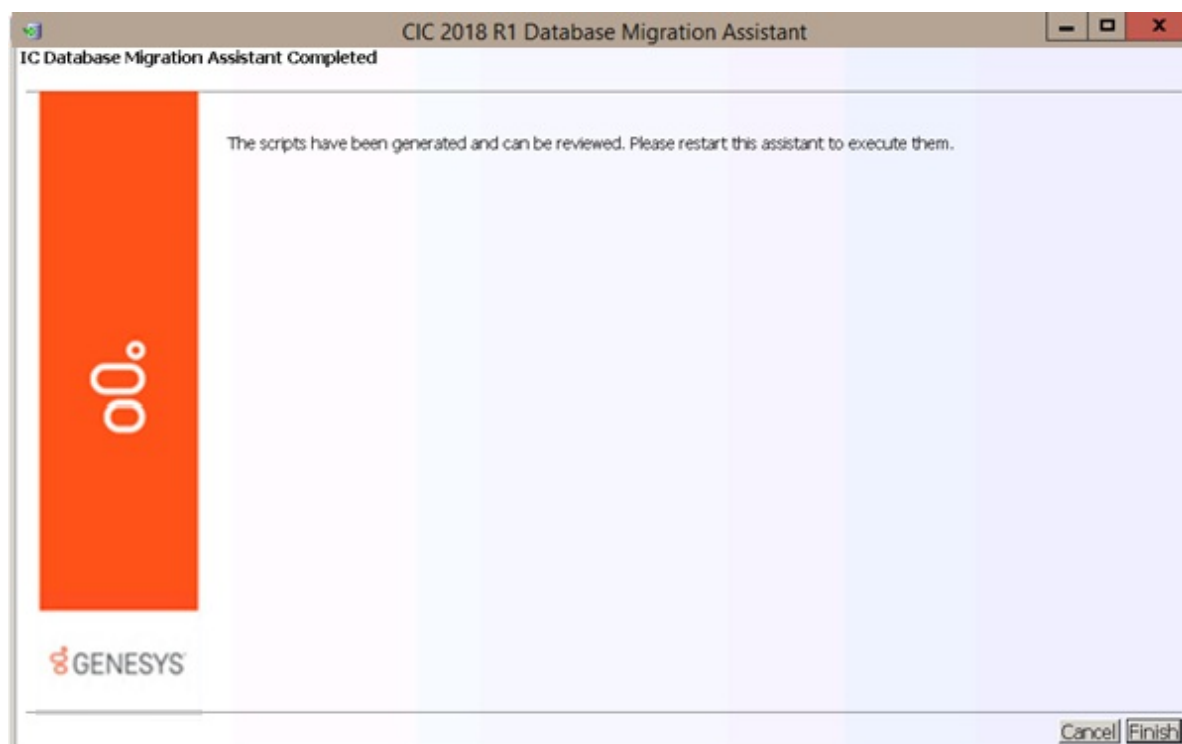 CIC 2018 R1 Database Migration Assistant
IC Database Migration Assistant Completed
The scripts have been generated and can be reviewed. Please restart this assistant to execute them.
GENESYS
Cancel Finish